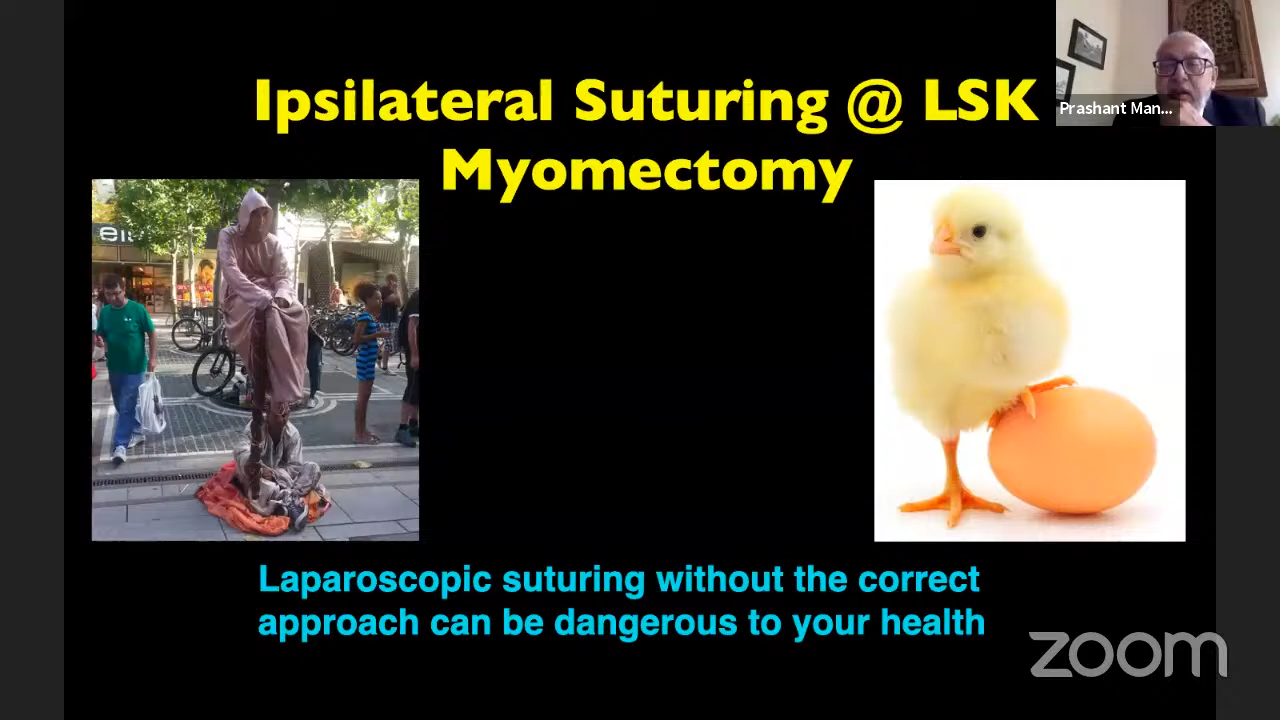 Ipsilateral Suturing @ LSK
Myomectomy
Prashant Man...
Laparoscopic suturing without the correct
approach can be dangerous to your health
zoom